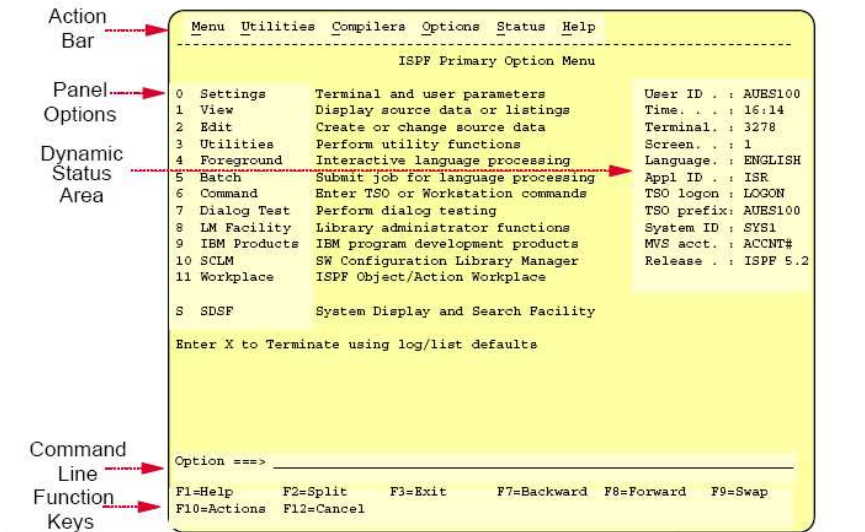 Action
Bar
Menu Utilities Compilers Options Status Help
ISPF Primary Option Menu
Panel
Options
0 Settings Terminal and user parameters User ID . : AUES100
1 View Display source data or listings Time. . . : 16:14
2 Edit Create or change source data Terminal. : 3278
3 Utilities Perform utility functions Screen. . : 1
Dynamic
Status
Area
4 Foreground Interactive language processing Language. : ENGLISH
5 Batch Submit job for language processing Appl ID . : ISR
6 Command Enter TSO or Workstation commands TSO logon : LOGON
7 Dialog Test Perform dialog testing TSO prefix: AUES100
8 LM Facility Library administrator functions System ID : SYS1
9 IBM Products IBM program development products MVS acct. : ACCNT#
10 SCLM SW Configuration Library Manager Release . : ISPF 5.2
11 Workplace ISPF Object/Action Workplace
S SDSF System Display and Search Facility
Enter X to Terminate using log/list defaults
Command
Line
Option ===>
Function
Keys
F1=Help F2=Split F3=Exit F7=Backward F8=Forward F9=Swap
F10=Actions F12=Cancel